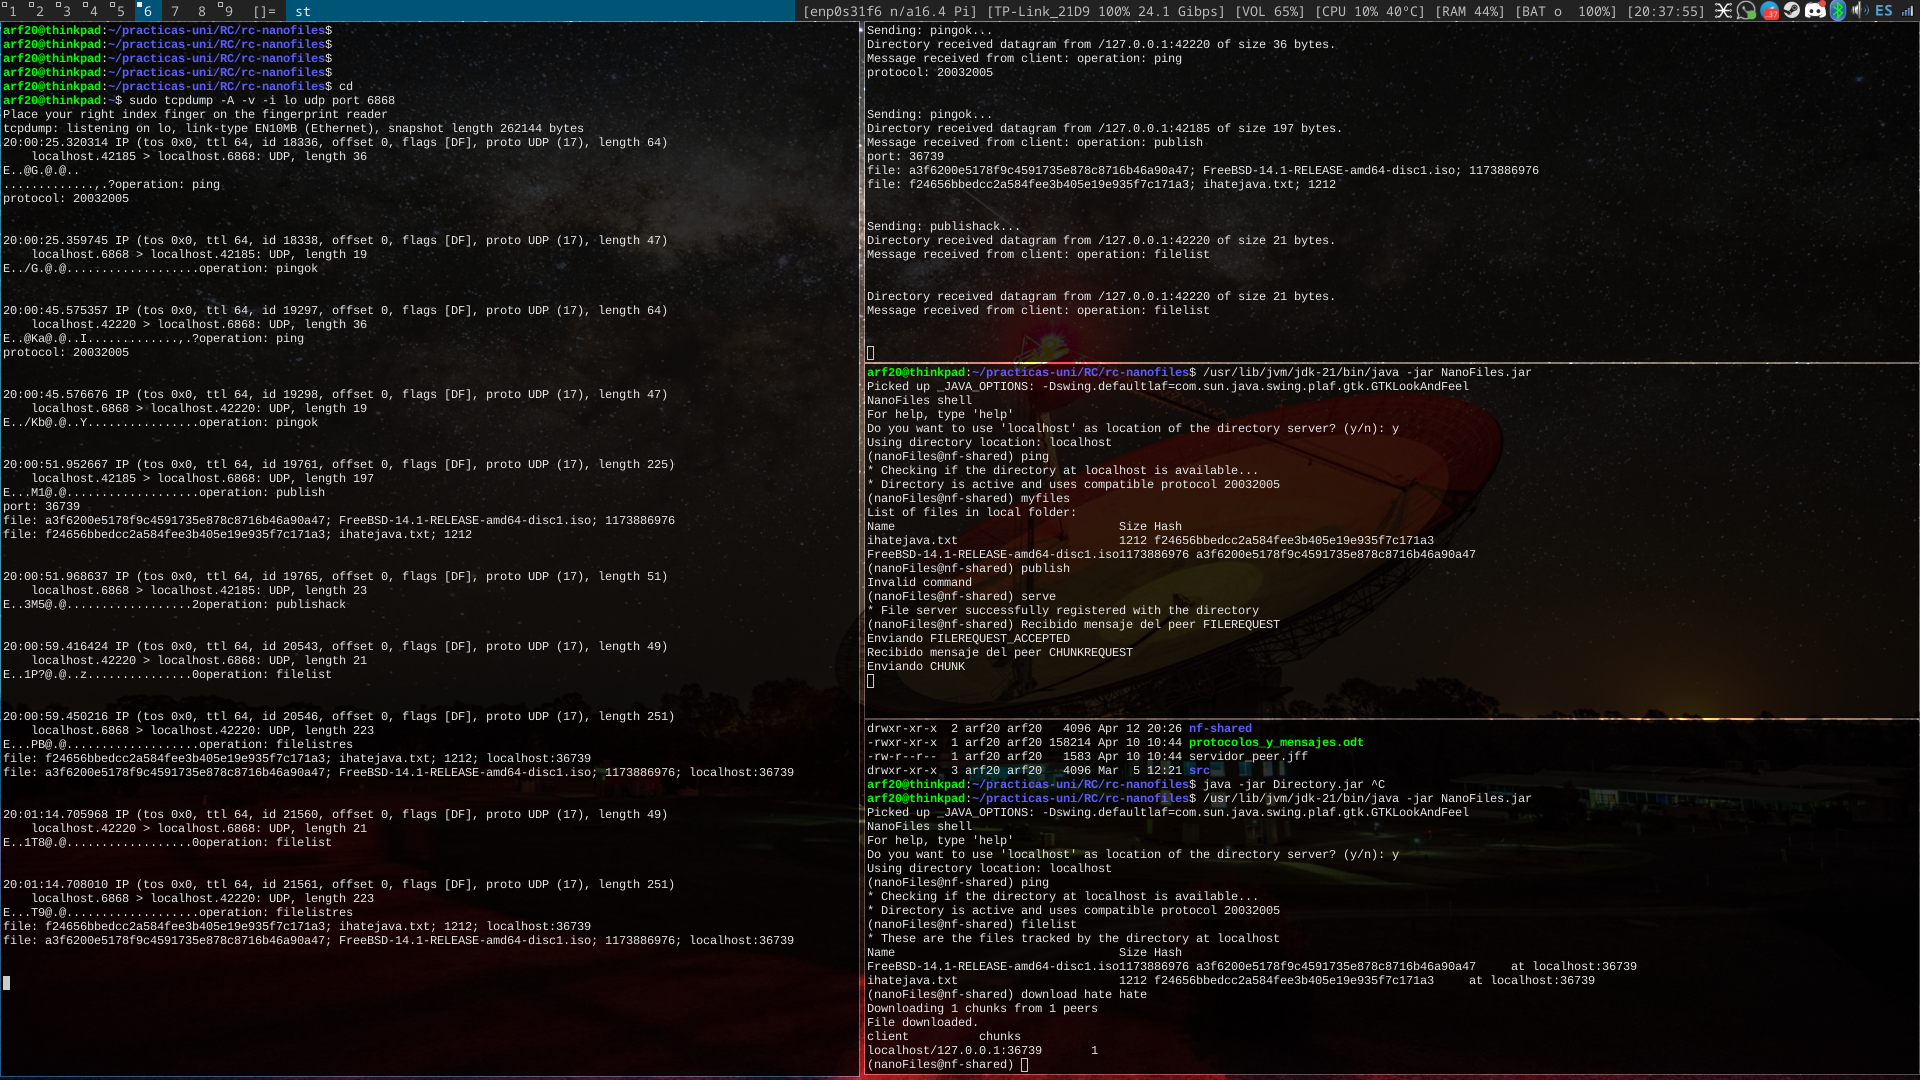 1 2 3 4 5 6 7 8 9 []= st [enp0s31f6 n/a16.4 Pi] [TP-Link_21D9 100% 24.1 Gibps] [VOL 65%] [CPU 10% 40°C] [RAM 44%] [BAT o 100%] [20:37:55] 37 ES
arf20@thinkpad:~/practicas-uni/RC/rc-nanofiles$
arf20@thinkpad:~/practicas-uni/RC/rc-nanofiles$
arf20@thinkpad:~/practicas-uni/RC/rc-nanofiles$
arf20@thinkpad:~/practicas-uni/RC/rc-nanofiles$
arf20@thinkpad:~/practicas-uni/RC/rc-nanofiles$ cd
arf20@thinkpad:~$ sudo tcpdump -A -v -i lo udp port 6868
Place your right index finger on the fingerprint reader
tcpdump: listening on lo, link-type EN10MB (Ethernet), snapshot length 262144 bytes
20:00:25.320314 IP (tos 0x0, ttl 64, id 18336, offset 0, flags [DF], proto UDP (17), length 64)
    localhost.42185 > localhost.6868: UDP, length 36
E..@G.@.@..
.............,.?operation: ping
protocol: 20032005
20:00:25.359745 IP (tos 0x0, ttl 64, id 18338, offset 0, flags [DF], proto UDP (17), length 47)
    localhost.6868 > localhost.42185: UDP, length 19
E../G.@.@...................operation: pingok
20:00:45.575357 IP (tos 0x0, ttl 64, id 19297, offset 0, flags [DF], proto UDP (17), length 64)
    localhost.42220 > localhost.6868: UDP, length 36
E..@Ka@.@..I.............,.?operation: ping
protocol: 20032005
20:00:45.576676 IP (tos 0x0, ttl 64, id 19298, offset 0, flags [DF], proto UDP (17), length 47)
    localhost.6868 > localhost.42220: UDP, length 19
E../Kb@.@..Y................operation: pingok
20:00:51.952667 IP (tos 0x0, ttl 64, id 19761, offset 0, flags [DF], proto UDP (17), length 225)
    localhost.42185 > localhost.6868: UDP, length 197
E...M1@.@...................operation: publish
port: 36739
file: a3f6200e5178f9c4591735e878c8716b46a90a47; FreeBSD-14.1-RELEASE-amd64-disc1.iso; 1173886976
file: f24656bbedcc2a584fee3b405e19e935f7c171a3; ihatejava.txt; 1212
20:00:51.968637 IP (tos 0x0, ttl 64, id 19765, offset 0, flags [DF], proto UDP (17), length 51)
    localhost.6868 > localhost.42185: UDP, length 23
E..3M5@.@..................2operation: publishack
20:00:59.416424 IP (tos 0x0, ttl 64, id 20543, offset 0, flags [DF], proto UDP (17), length 49)
    localhost.42220 > localhost.6868: UDP, length 21
E..1P?@.@..z...............0operation: filelist
20:00:59.450216 IP (tos 0x0, ttl 64, id 20546, offset 0, flags [DF], proto UDP (17), length 251)
    localhost.6868 > localhost.42220: UDP, length 223
E...PB@.@...................operation: filelistres
file: f24656bbedcc2a584fee3b405e19e935f7c171a3; ihatejava.txt; 1212; localhost:36739
file: a3f6200e5178f9c4591735e878c8716b46a90a47; FreeBSD-14.1-RELEASE-amd64-disc1.iso; 1173886976; localhost:36739
20:01:14.705968 IP (tos 0x0, ttl 64, id 21560, offset 0, flags [DF], proto UDP (17), length 49)
    localhost.42220 > localhost.6868: UDP, length 21
E..1T8@.@..................0operation: filelist
20:01:14.708010 IP (tos 0x0, ttl 64, id 21561, offset 0, flags [DF], proto UDP (17), length 251)
    localhost.6868 > localhost.42220: UDP, length 223
E...T9@.@...................operation: filelistres
file: f24656bbedcc2a584fee3b405e19e935f7c171a3; ihatejava.txt; 1212; localhost:36739
file: a3f6200e5178f9c4591735e878c8716b46a90a47; FreeBSD-14.1-RELEASE-amd64-disc1.iso; 1173886976; localhost:36739
Sending: pingok...
Directory received datagram from /127.0.0.1:42220 of size 36 bytes.
Message received from client: operation: ping
protocol: 20032005
Sending: pingok...
Directory received datagram from /127.0.0.1:42185 of size 197 bytes.
Message received from client: operation: publish
port: 36739
file: a3f6200e5178f9c4591735e878c8716b46a90a47; FreeBSD-14.1-RELEASE-amd64-disc1.iso; 1173886976
file: f24656bbedcc2a584fee3b405e19e935f7c171a3; ihatejava.txt; 1212
Sending: publishack...
Directory received datagram from /127.0.0.1:42220 of size 21 bytes.
Message received from client: operation: filelist
Directory received datagram from /127.0.0.1:42220 of size 21 bytes.
Message received from client: operation: filelist
arf20@thinkpad:~/practicas-uni/RC/rc-nanofiles$ /usr/lib/jvm/jdk-21/bin/java -jar NanoFiles.jar
Picked up _JAVA_OPTIONS: -Dswing.defaultlaf=com.sun.java.swing.plaf.gtk.GTKLookAndFeel
NanoFiles shell
For help, type 'help'
Do you want to use 'localhost' as location of the directory server? (y/n): y
Using directory location: localhost
(nanoFiles@nf-shared) ping
* Checking if the directory at localhost is available...
* Directory is active and uses compatible protocol 20032005
(nanoFiles@nf-shared) myfiles
List of files in local folder:
Name                                Size Hash
ihatejava.txt                       1212 f24656bbedcc2a584fee3b405e19e935f7c171a3
FreeBSD-14.1-RELEASE-amd64-disc1.iso1173886976 a3f6200e5178f9c4591735e878c8716b46a90a47
(nanoFiles@nf-shared) publish
Invalid command
(nanoFiles@nf-shared) serve
* File server successfully registered with the directory
(nanoFiles@nf-shared) Recibido mensaje del peer FILEREQUEST
Enviando FILEREQUEST_ACCEPTED
Recibido mensaje del peer CHUNKREQUEST
Enviando CHUNK
drwxr-xr-x  2 arf20 arf20   4096 Apr 12 20:26 nf-shared
-rwxr-xr-x  1 arf20 arf20 158214 Apr 10 10:44 protocolos_y_mensajes.odt
-rw-r--r--  1 arf20 arf20   1583 Apr 10 10:44 servidor_peer.jff
drwxr-xr-x  3 arf20 arf20   4096 Mar  5 12:21 src
arf20@thinkpad:~/practicas-uni/RC/rc-nanofiles$ java -jar Directory.jar ^C
arf20@thinkpad:~/practicas-uni/RC/rc-nanofiles$ /usr/lib/jvm/jdk-21/bin/java -jar NanoFiles.jar
Picked up _JAVA_OPTIONS: -Dswing.defaultlaf=com.sun.java.swing.plaf.gtk.GTKLookAndFeel
NanoFiles shell
For help, type 'help'
Do you want to use 'localhost' as location of the directory server? (y/n): y
Using directory location: localhost
(nanoFiles@nf-shared) ping
* Checking if the directory at localhost is available...
* Directory is active and uses compatible protocol 20032005
(nanoFiles@nf-shared) filelist
* These are the files tracked by the directory at localhost
Name                                Size Hash
FreeBSD-14.1-RELEASE-amd64-disc1.iso1173886976 a3f6200e5178f9c4591735e878c8716b46a90a47     at localhost:36739
ihatejava.txt                       1212 f24656bbedcc2a584fee3b405e19e935f7c171a3     at localhost:36739
(nanoFiles@nf-shared) download hate hate
Downloading 1 chunks from 1 peers
File downloaded.
client          chunks
localhost/127.0.0.1:36739       1
(nanoFiles@nf-shared)